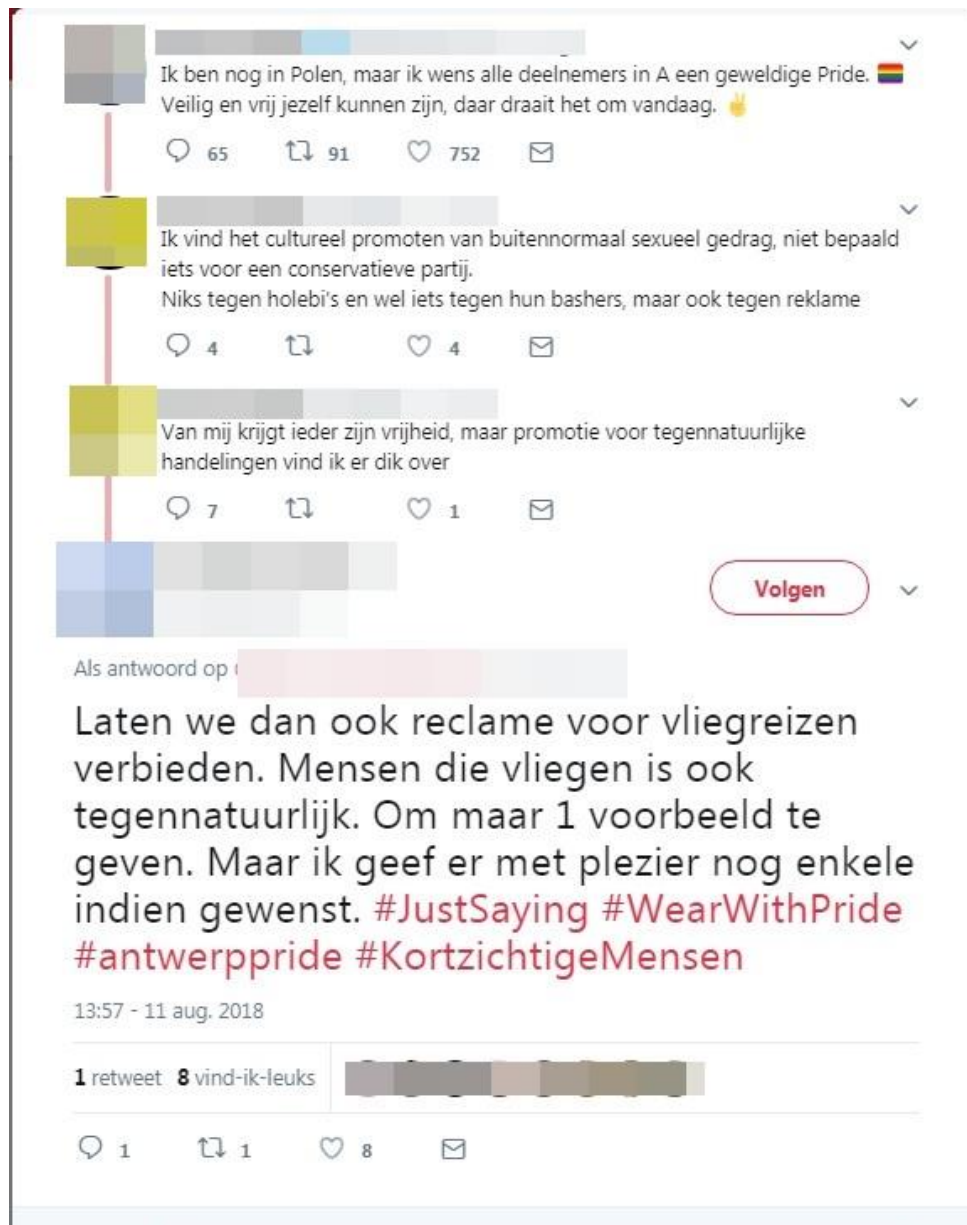 Ik ben nog in Polen, maar ik wens alle deelnemers in A een geweldige Pride. 🏳️‍🌈
Veilig en vrij jezelf kunnen zijn, daar draait het om vandaag. ✌️
65 91 752
Ik vind het cultureel promoten van buitennormaal sexueel gedrag, niet bepaald
iets voor een conservatieve partij.
Niks tegen holebi's en wel iets tegen hun bashers, maar ook tegen reklame
4 4
Van mij krijgt ieder zijn vrijheid, maar promotie voor tegennatuurlijke
handelingen vind ik er dik over
7 1
Volgen
Als antwoord op
Laten we dan ook reclame voor vliegreizen
verbieden. Mensen die vliegen is ook
tegennatuurlijk. Om maar 1 voorbeeld te
geven. Maar ik geef er met plezier nog enkele
indien gewenst. #JustSaying #WearWithPride
#antwerppride #KortzichtigeMensen
13:57 - 11 aug. 2018
1 retweet 8 vind-ik-leuks
1 1 8